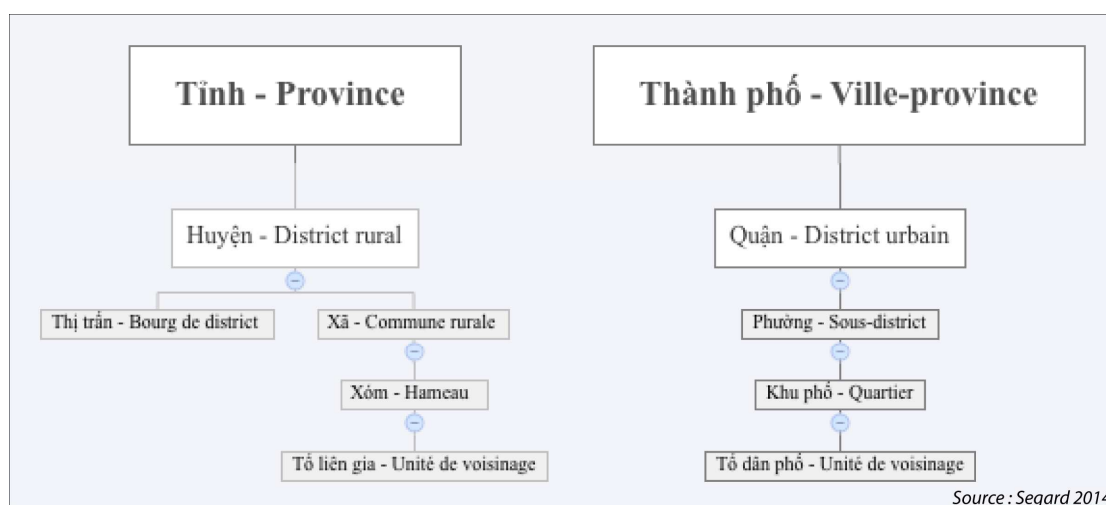 Tỉnh - Province
Thành phố - Ville-province
Huyện - District rural
Quận - District urbain
Thị trấn - Bourg de district
Xã - Commune rurale
Phường - Sous-district
Xóm - Hameau
Khu phố - Quartier
Tổ liên gia - Unité de voisinage
Tổ dân phố - Unité de voisinage
Source : Segard 2014